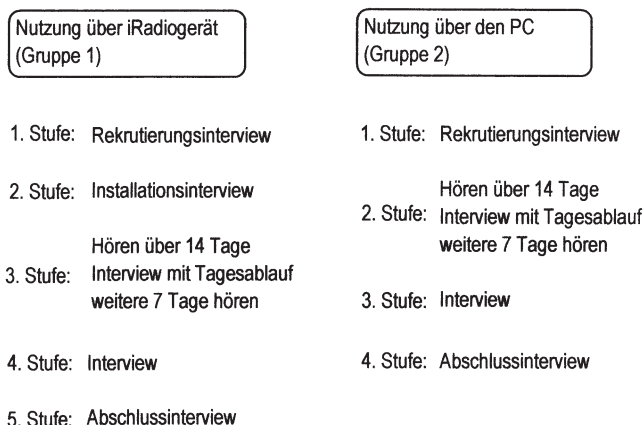 Nutzung über iRadiogerät
(Gruppe 1)
1. Stufe: Rekrutierungsinterview
2. Stufe: Installationsinterview
3. Stufe: Hören über 14 Tage
Interview mit Tagesablauf
weitere 7 Tage hören
4. Stufe: Interview
5. Stufe: Abschlussinterview
Nutzung über den PC
(Gruppe 2)
1. Stufe: Rekrutierungsinterview
2. Stufe: Hören über 14 Tage
Interview mit Tagesablauf
weitere 7 Tage hören
3. Stufe: Interview
4. Stufe: Abschlussinterview